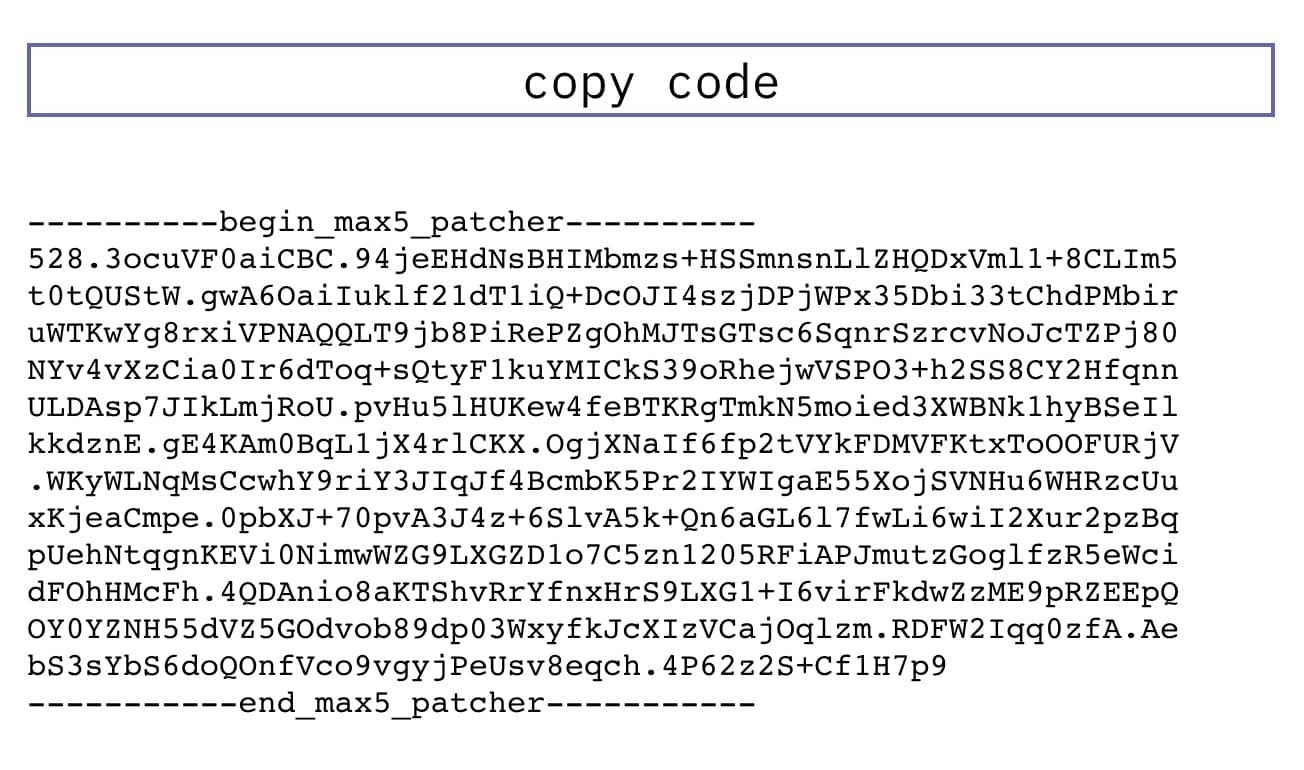 copy code
----------begin_max5_patcher----------
528.3ocuVF0aiCBC.94jeEHdNsBHIMbmzs+HSSmnsnLlZHQDxVml1+8CLIm5
t0tQUStW.gwA6OaiIuklf21dT1iQ+DcOJI4szjDPjWPx35Dbi33tChdPMbir
uWTKwYg8rxiVPNAQQLT9jb8PiRePZgOhMJTsGTsc6SqnrSzrcvNoJcTZPj80
NYv4vXzCia0Ir6dToq+sQtyF1kuYMICkS39oRhejwVSPO3+h2SS8CY2Hfqnn
ULDAsp7JIkLmjRoU.pvHu5lHUKew4feBTKRgTmkN5moied3XWBNk1hyBSeIl
kkdznE.gE4KAm0BqL1jX4rlCKX.OgjXNaIf6fp2tVYkFDMVFKtxToOOFURjV
.WKyWLNqMsCcwhY9riY3JIqJf4BcmbK5Pr2IYWIgaE55XojSVNHu6WHRzcUu
xKjeaCmpe.0pbXJ+70pvA3J4z+6SlvA5k+Qn6aGL6l7fwLi6wiI2Xur2pzBq
pUehNtqgnKEVi0NimwWZG9LXGZD1o7C5zn1205RFiAPJmutzGoglfzR5eWci
dFOhHMcFh.4QDAnio8aKTShvRrYfnxHrS9LXG1+I6virFkdwZzME9pRZEEpQ
OY0YZNH55dVZ5GOdvob89dp03WxyfkJcXIzVCajOqlzm.RDFW2Iqq0zfA.Ae
bS3sYbS6doQOnfVco9vgyjPeUsv8eqch.4P62z2S+Cf1H7p9
-----------end_max5_patcher-----------